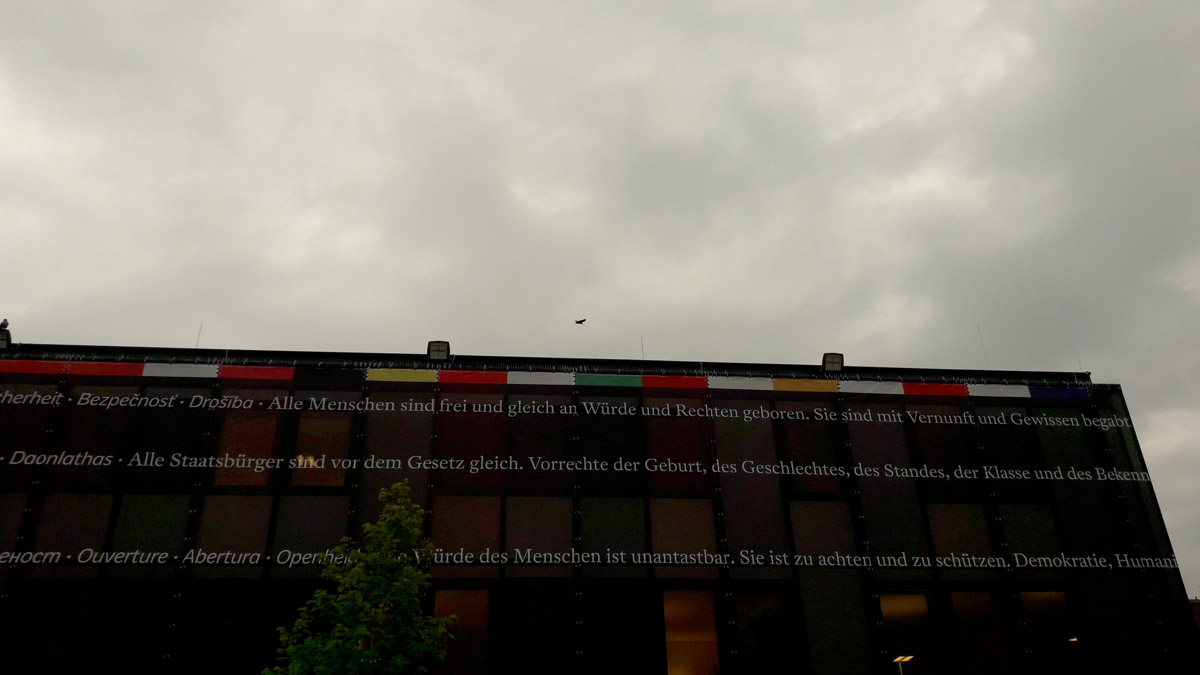 cherheit · Bezpečnosť · Drošība · Alle Menschen sind frei und gleich an Würde und Rechten geboren. Sie sind mit Vernunft und Gewissen begabt
· Daonlathas · Alle Staatsbürger sind vor dem Gesetz gleich. Vorrechte der Geburt, des Geschlechtes, des Standes, der Klasse und des Bekenn
еност · Ouverture · Abertura · Openhei Würde des Menschen ist unantastbar. Sie ist zu achten und zu schützen. Demokratie, Humani